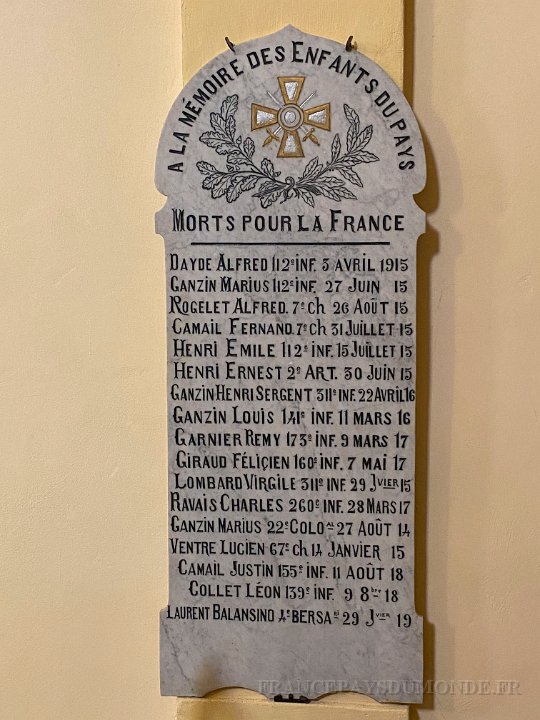 A LA MÉMOIRE DES ENFANTS DU PAYS
MORTS POUR LA FRANCE
DAYDE ALFRED 112e INF. 3 AVRIL 1915
GANZIN MARIUS 112e INF. 27 JUIN 15
ROGELET ALFRED. 7e CH 26 AOÛT 15
CAMAIL FERNAND. 7e CH 31 JUILLET 15
HENRI EMILE 112e INF. 15 JUILLET 15
HENRI ERNEST 2e ART. 30 JUIN 15
GANZIN HENRI SERGENT 311e INF. 22 AVRIL 16
GANZIN LOUIS 141e INF. 11 MARS 16
GARNIER REMY 173e INF. 9 MARS 17
GIRAUD FÉLIÇIEN 160e INF. 7 MAI 17
LOMBARD VIRGILE 311e INF. 29 JVIER 15
RAVAIS CHARLES 260e INF. 28 MARS 17
GANZIN MARIUS 22e COLO 27 AOÛT 14
VENTRE LUCIEN 67e CH 14 JANVIER 15
CAMAIL JUSTIN 155e INF. 11 AOÛT 18
COLLET LÉON 139e INF 9 8bre 18
LAURENT BALANSINO 4e BERSA 29 JVIER 19
FRANCEPAYSDUMONDE.FR